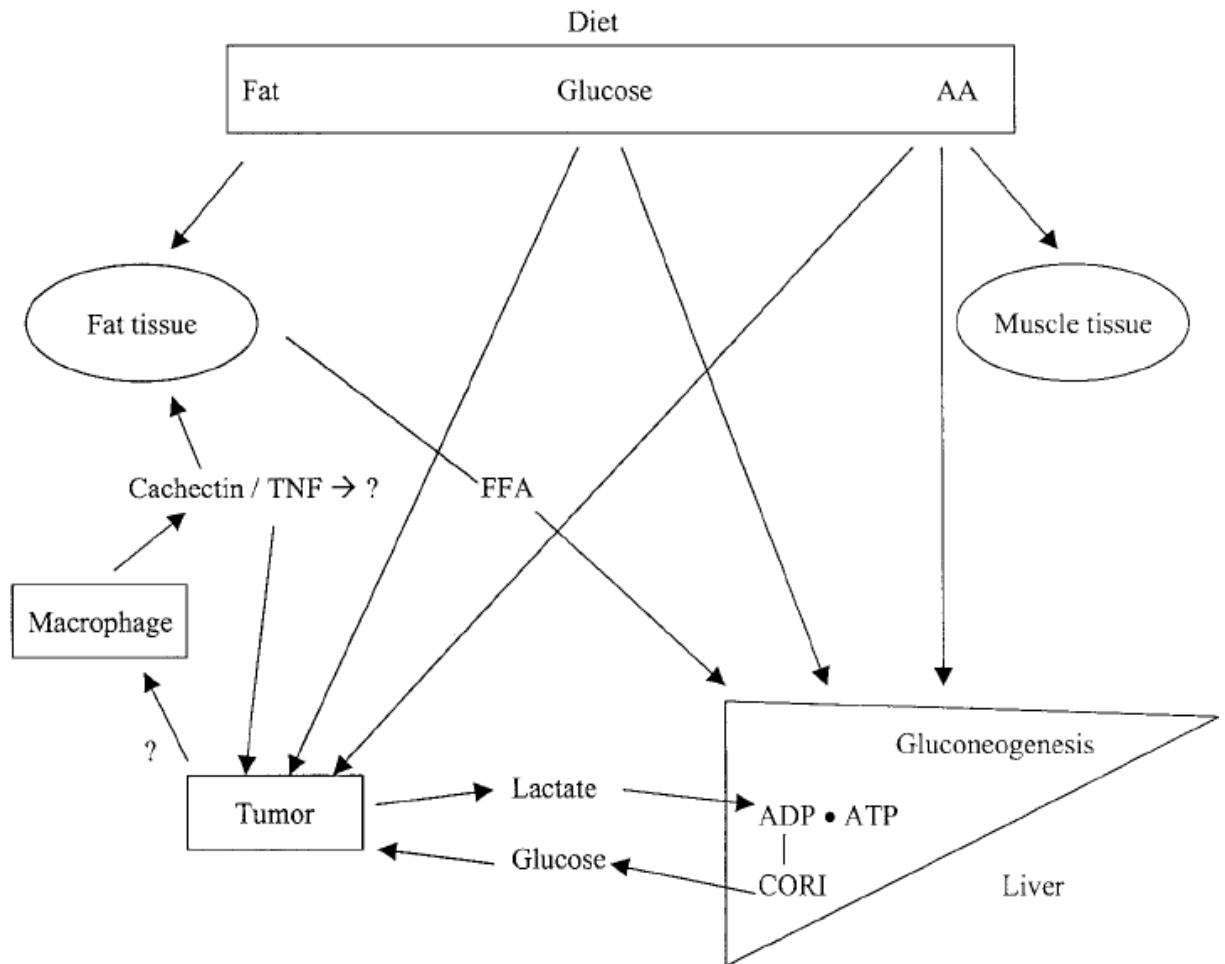 Diet
Fat Glucose AA
Fat tissue
Muscle tissue
Cachectin / TNF → ?
FFA
Macrophage
?
Gluconeogenesis
Tumor
Lactate
ADP • ATP
Glucose
CORI
Liver